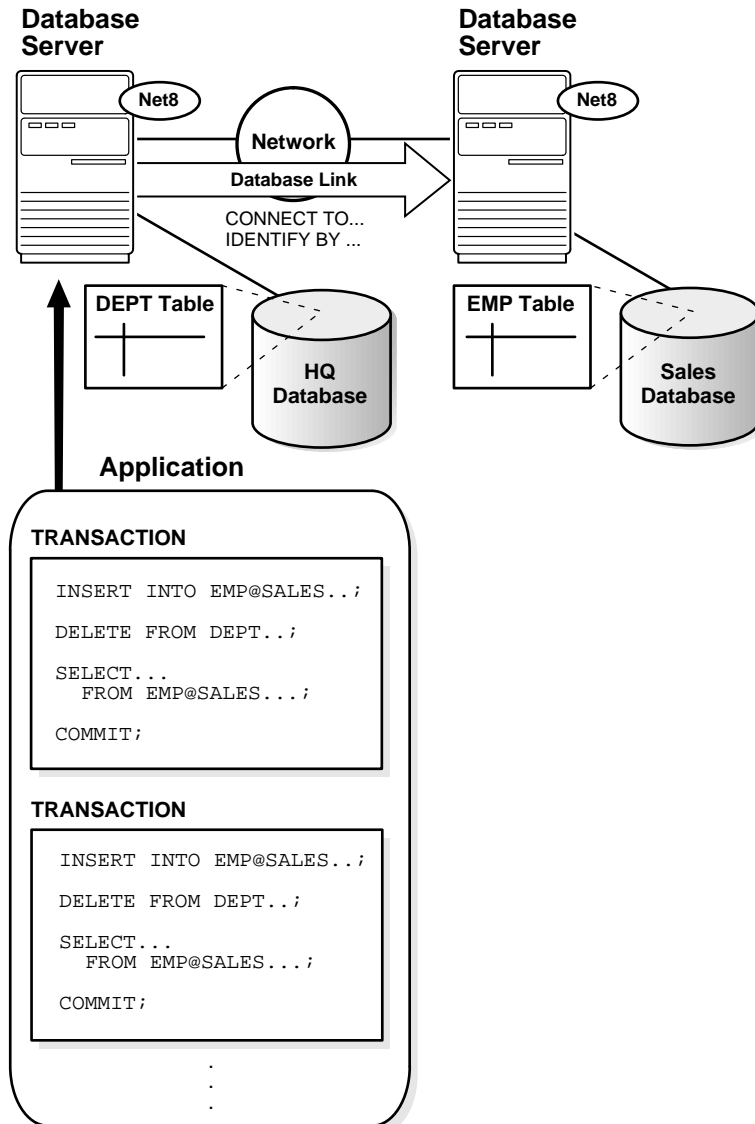 Database
Server
Database
Server
Net8
Net8
Network
Database Link
CONNECT TO...
IDENTIFY BY ...
DEPT Table
EMP Table
HQ
Database
Sales
Database
Application
TRANSACTION
INSERT INTO EMP@SALES..;
DELETE FROM DEPT..;
SELECT...
FROM EMP@SALES...;
COMMIT;
TRANSACTION
INSERT INTO EMP@SALES..;
DELETE FROM DEPT..;
SELECT...
FROM EMP@SALES...;
COMMIT;
.
.
.